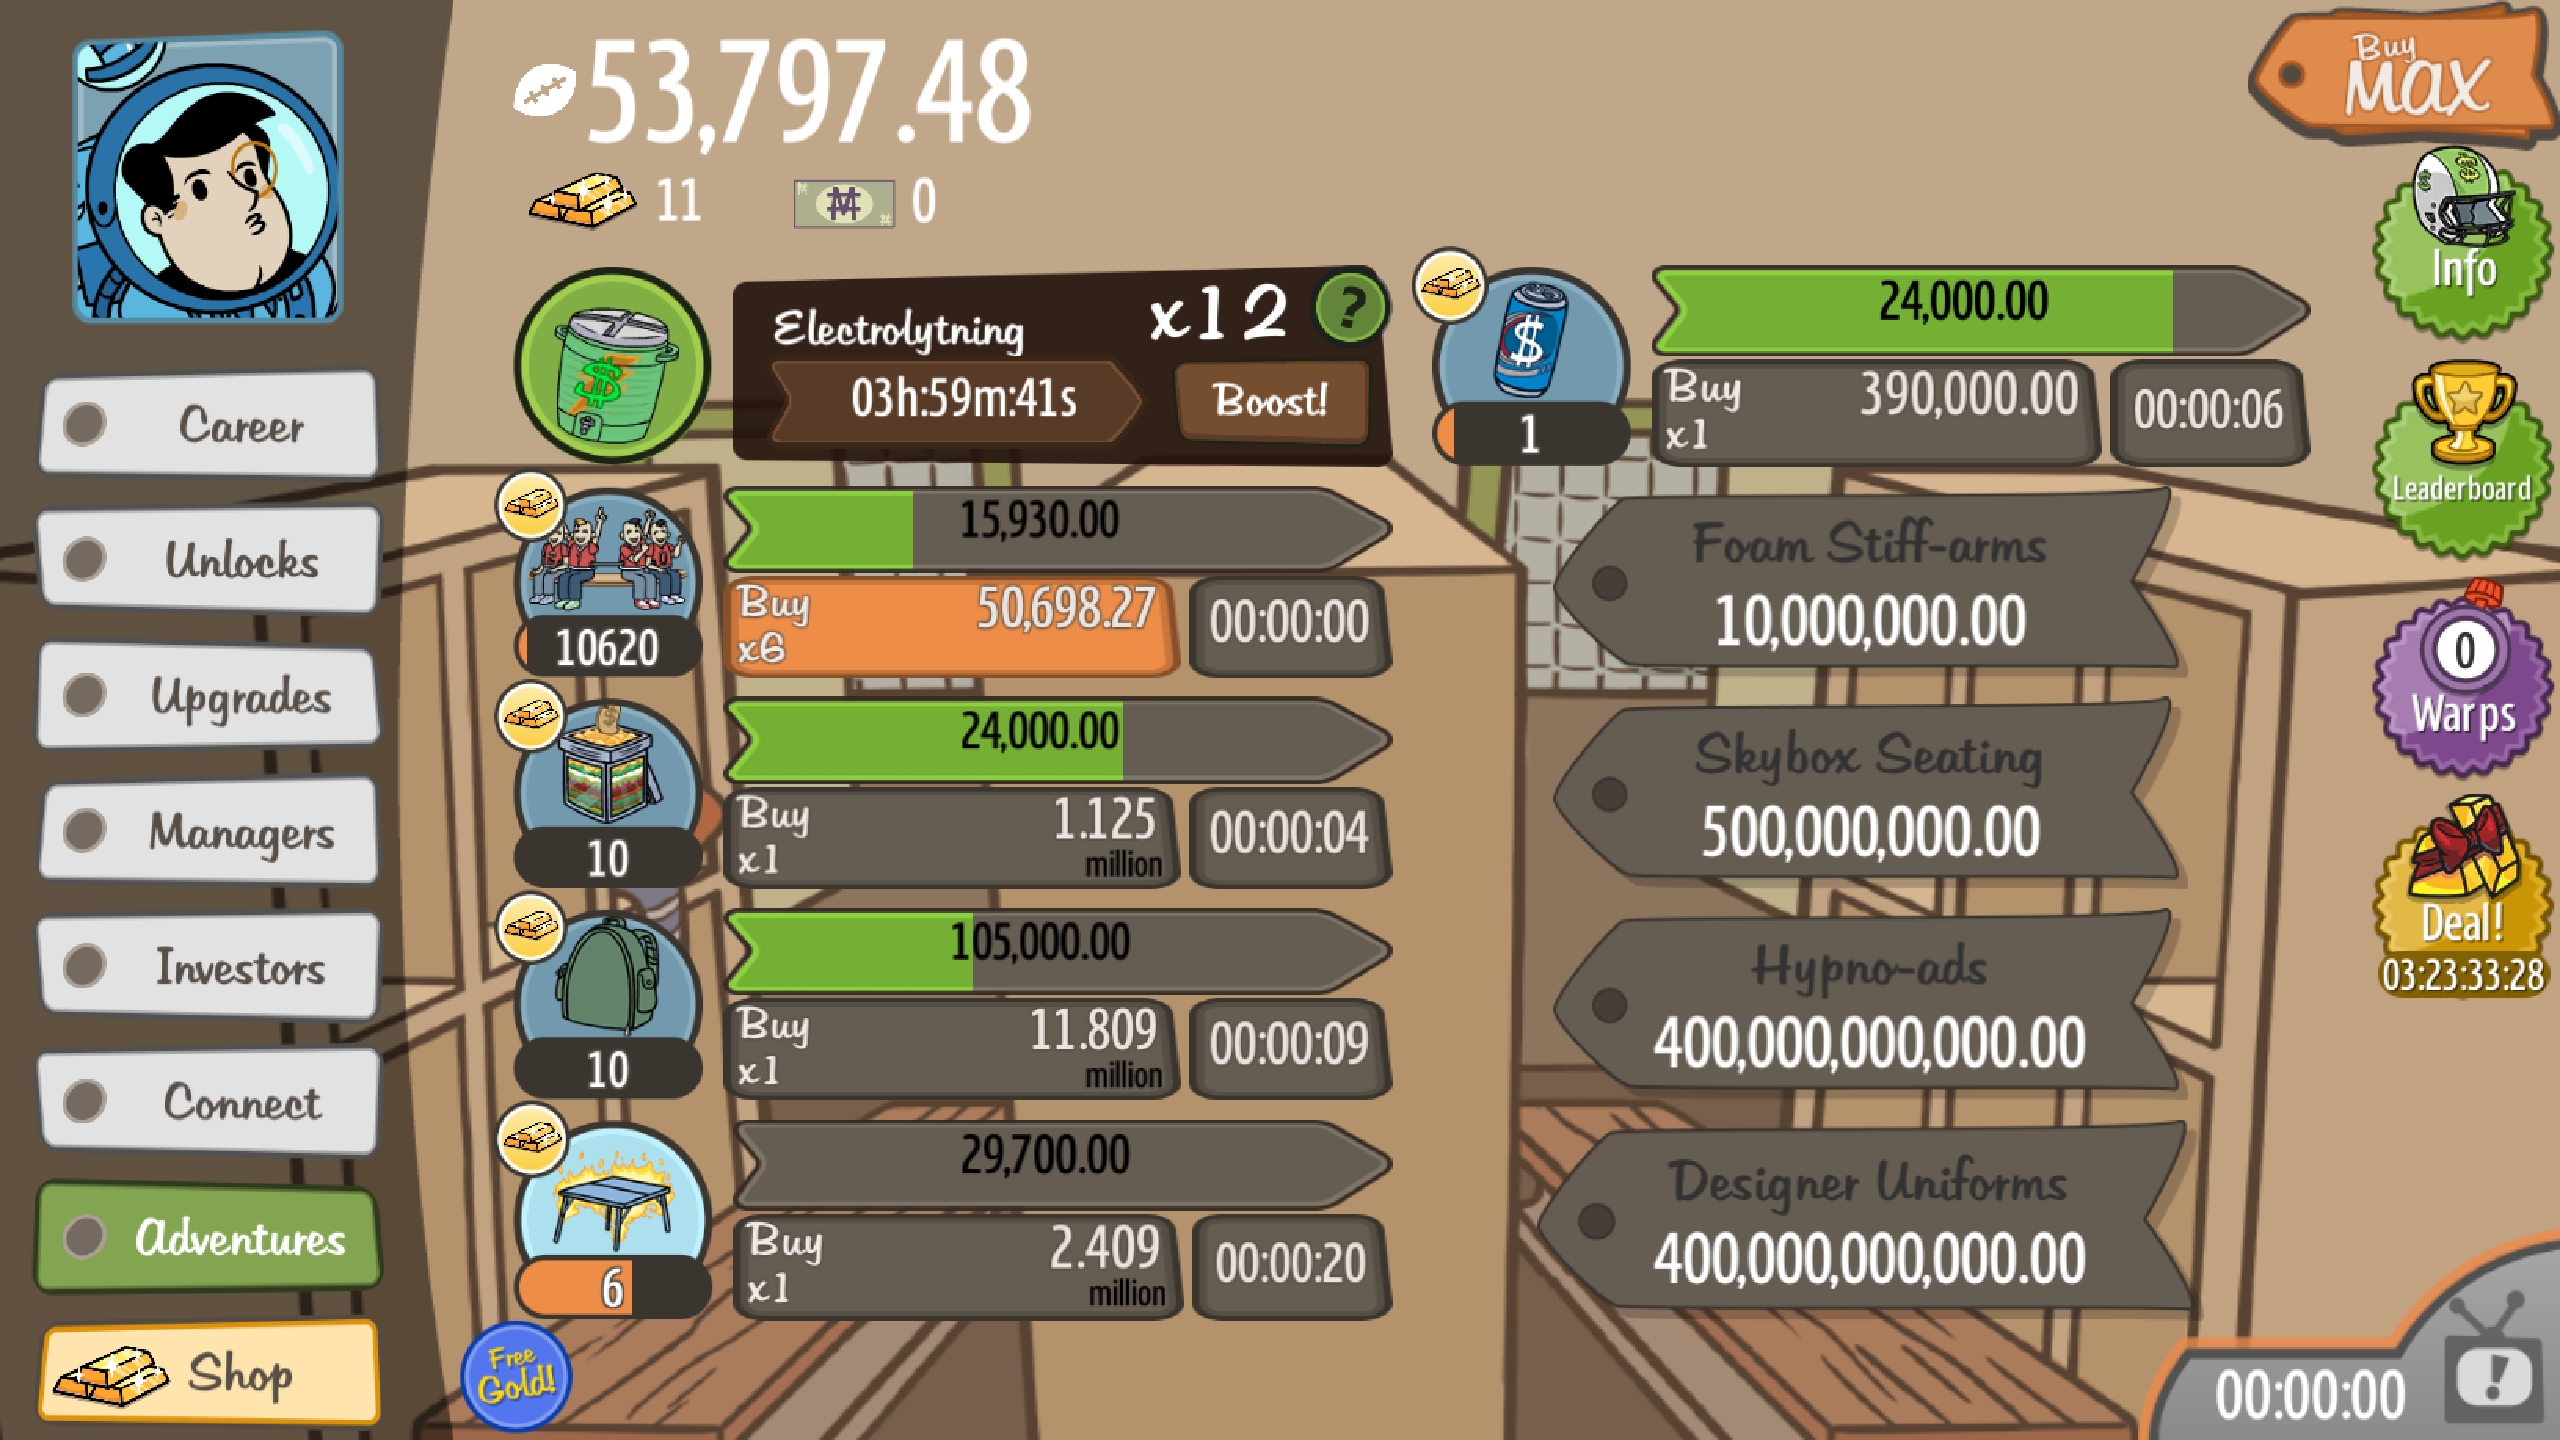 53,797.48
11
0
Buy
MAX
Info
Leaderboard
0
Warps
Deal!
03:23:33:28
Career
Unlocks
Upgrades
Managers
Investors
Connect
Adventures
Shop
Free
Gold!
Electrolytning
x12
?
03h:59m:41s
Boost!
15,930.00
10620
Buy
x6
50,698.27
00:00:00
24,000.00
10
Buy
x1
1.125
million
00:00:04
105,000.00
10
Buy
x1
11.809
million
00:00:09
29,700.00
6
Buy
x1
2.409
million
00:00:20
24,000.00
1
Buy
x1
390,000.00
00:00:06
Foam Stiff-arms
10,000,000.00
Skybox Seating
500,000,000.00
Hypno-ads
400,000,000,000.00
Designer Uniforms
400,000,000,000.00
00:00:00
!